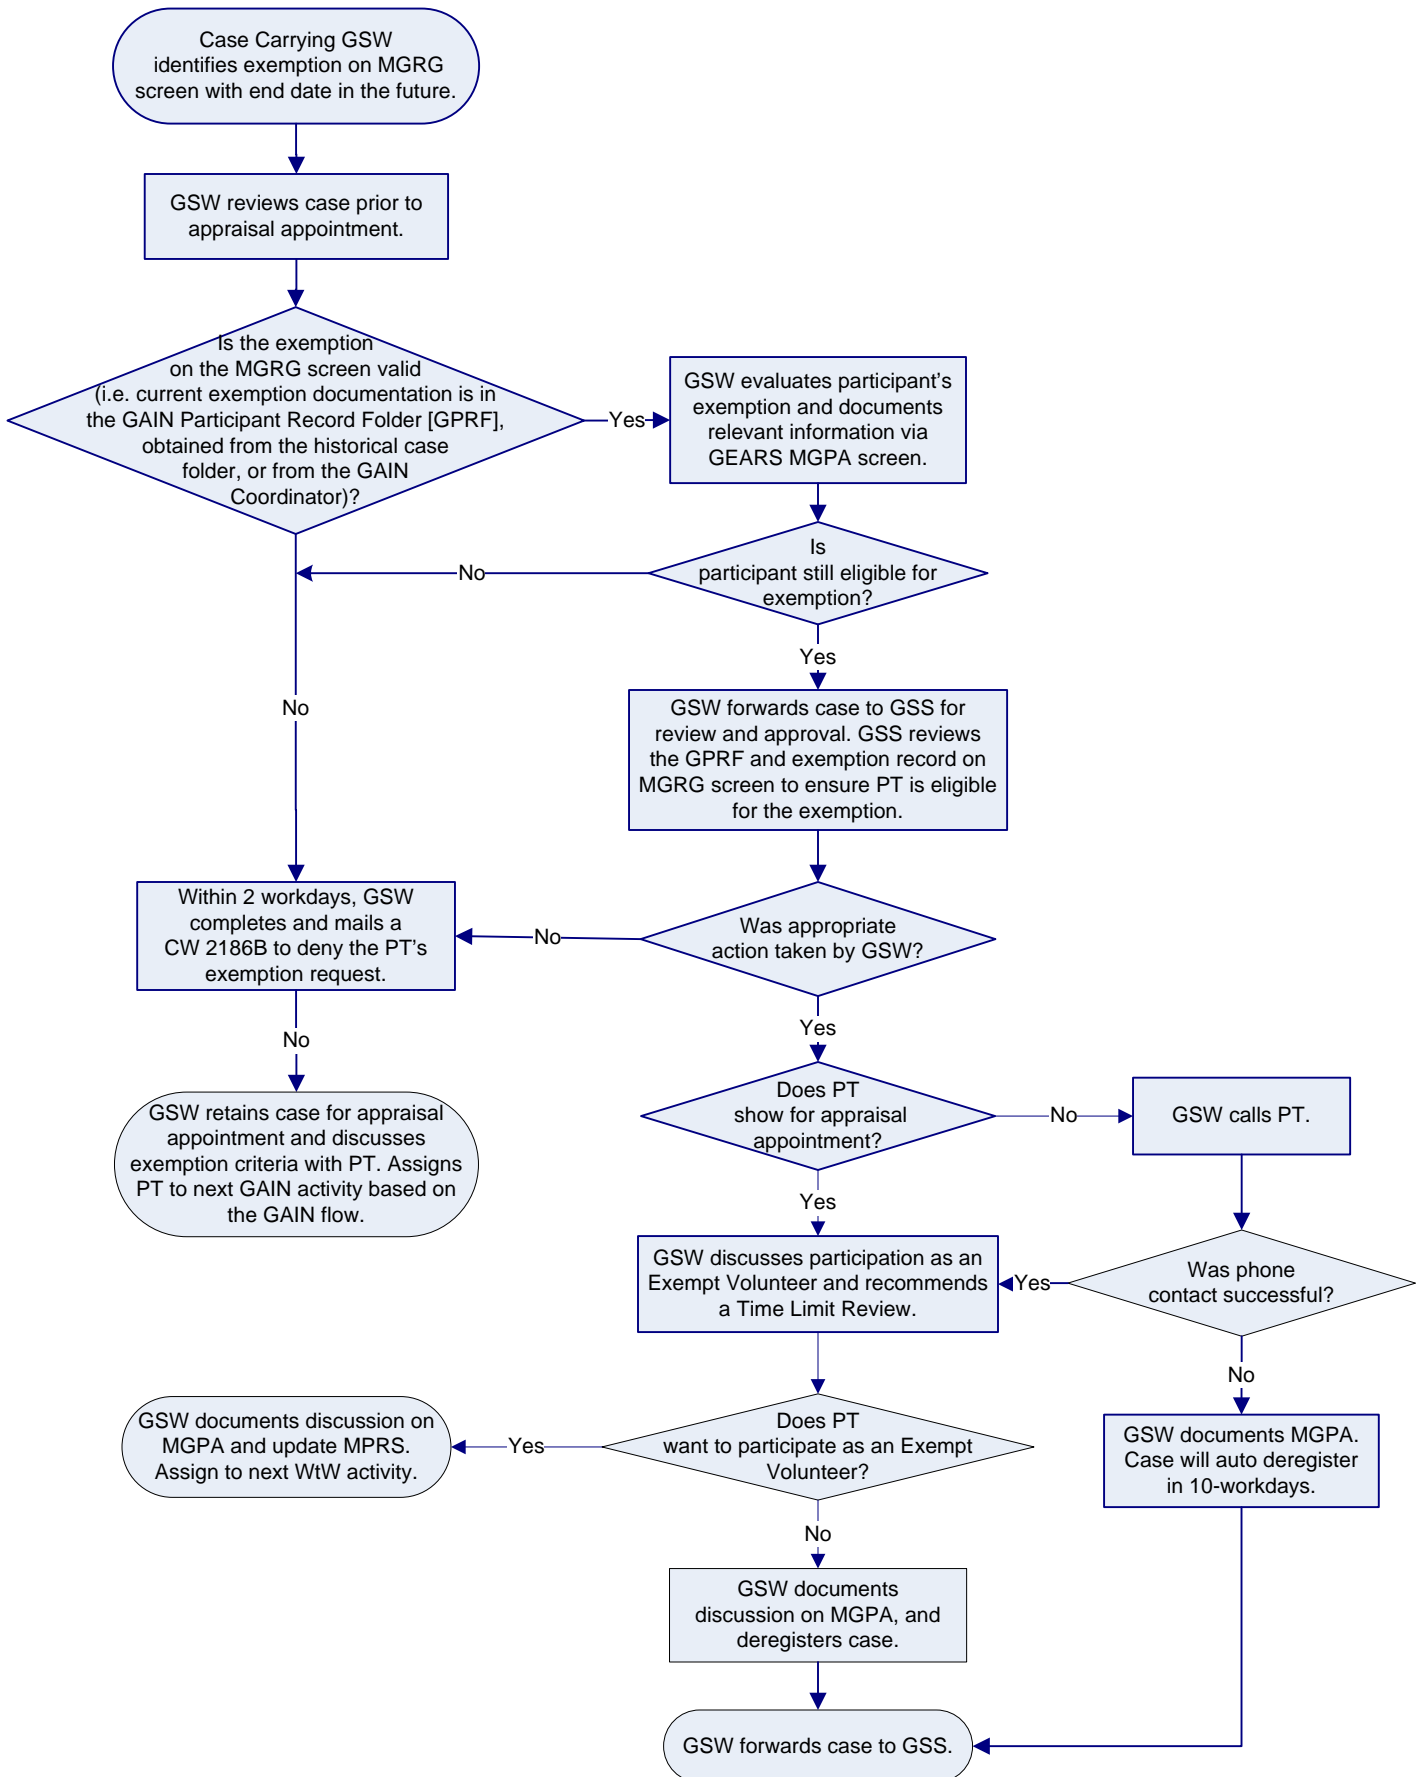 Case Carrying GSW
identifies exemption on MGRG
screen with end date in the future.
GSW reviews case prior to
appraisal appointment.
Is the exemption
on the MGRG screen valid
(i.e. current exemption documentation is in
the GAIN Participant Record Folder [GPRF],
obtained from the historical case
folder, or from the GAIN
Coordinator)?
Yes
GSW evaluates participant's
exemption and documents
relevant information via
GEARS MGPA screen.
Is
participant still eligible for
exemption?
No
Yes
No
GSW forwards case to GSS for
review and approval. GSS reviews
the GPRF and exemption record on
MGRG screen to ensure PT is eligible
for the exemption.
Within 2 workdays, GSW
completes and mails a
CW 2186B to deny the PT's
exemption request.
No
Was appropriate
action taken by GSW?
No
Yes
GSW retains case for appraisal
appointment and discusses
exemption criteria with PT. Assigns
PT to next GAIN activity based on
the GAIN flow.
Does PT
show for appraisal
appointment?
No
GSW calls PT.
Yes
GSW discusses participation as an
Exempt Volunteer and recommends
a Time Limit Review.
Yes
Was phone
contact successful?
No
GSW documents discussion on
MGPA and update MPRS.
Assign to next WtW activity.
Yes
Does PT
want to participate as an Exempt
Volunteer?
GSW documents MGPA.
Case will auto deregister
in 10-workdays.
No
GSW documents
discussion on MGPA, and
deregisters case.
GSW forwards case to GSS.